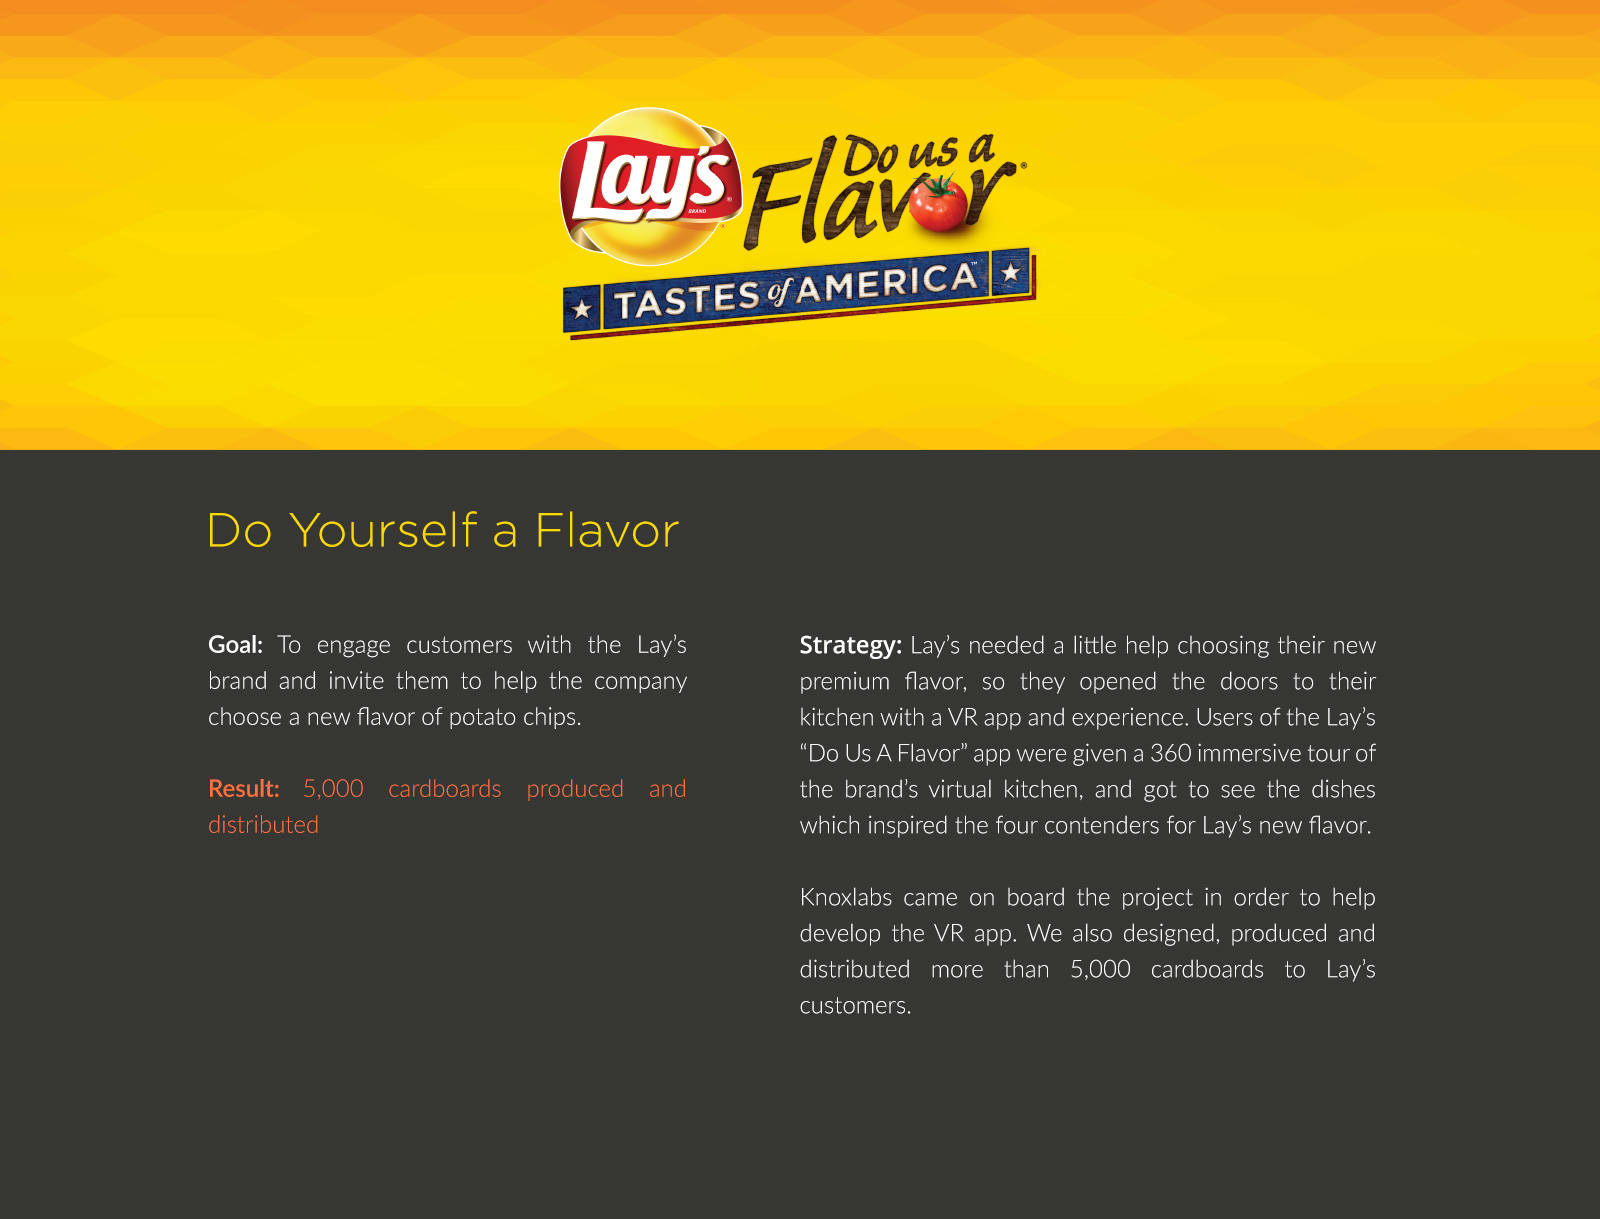 Lay's
BRAND
Do us a
Flavor
TASTES of AMERICA™
Do Yourself a Flavor
Goal: To engage customers with the Lay’s
brand and invite them to help the company
choose a new flavor of potato chips.
Result: 5,000 cardboards produced and
distributed
Strategy: Lay’s needed a little help choosing their new
premium flavor, so they opened the doors to their
kitchen with a VR app and experience. Users of the Lay’s
“Do Us A Flavor” app were given a 360 immersive tour of
the brand’s virtual kitchen, and got to see the dishes
which inspired the four contenders for Lay’s new flavor.
Knoxlabs came on board the project in order to help
develop the VR app. We also designed, produced and
distributed more than 5,000 cardboards to Lay’s
customers.